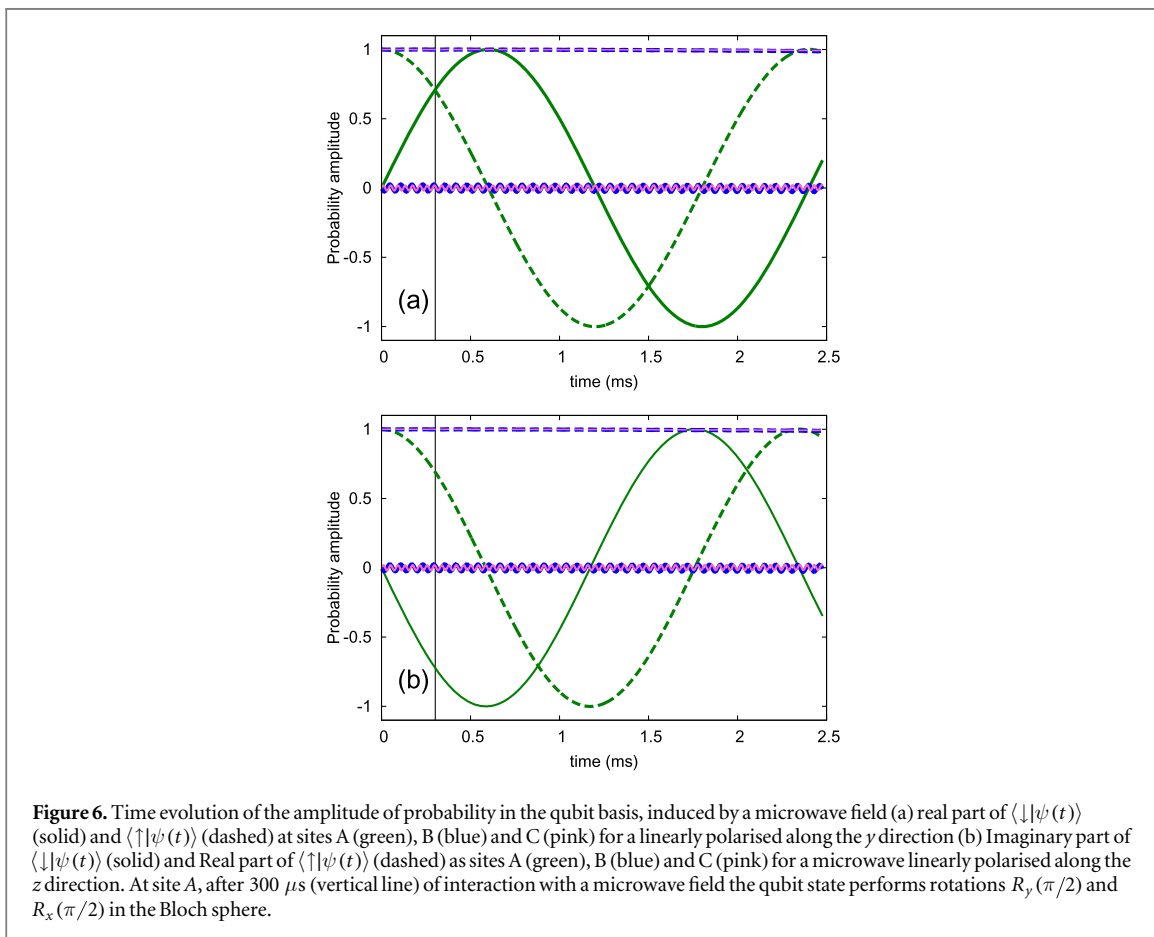 1
0.5
0
-0.5
-1
Probability amplitude
(a)
0 0.5 1 1.5 2 2.5
time (ms)
1
0.5
0
-0.5
-1
Probability amplitude
(b)
0 0.5 1 1.5 2 2.5
time (ms)
Figure 6. Time evolution of the amplitude of probability in the qubit basis, induced by a microwave field (a) real part of ⟨↓|ψ(t)⟩
(solid) and ⟨↑|ψ(t)⟩ (dashed) at sites A (green), B (blue) and C (pink) for a linearly polarised along the y direction (b) Imaginary part of
⟨↓|ψ(t)⟩ (solid) and Real part of ⟨↑|ψ(t)⟩ (dashed) as sites A (green), B (blue) and C (pink) for a microwave linearly polarised along the
z direction. At site A, after 300 μs (vertical line) of interaction with a microwave field the qubit state performs rotations R_y(π/2) and
R_x(π/2) in the Bloch sphere.